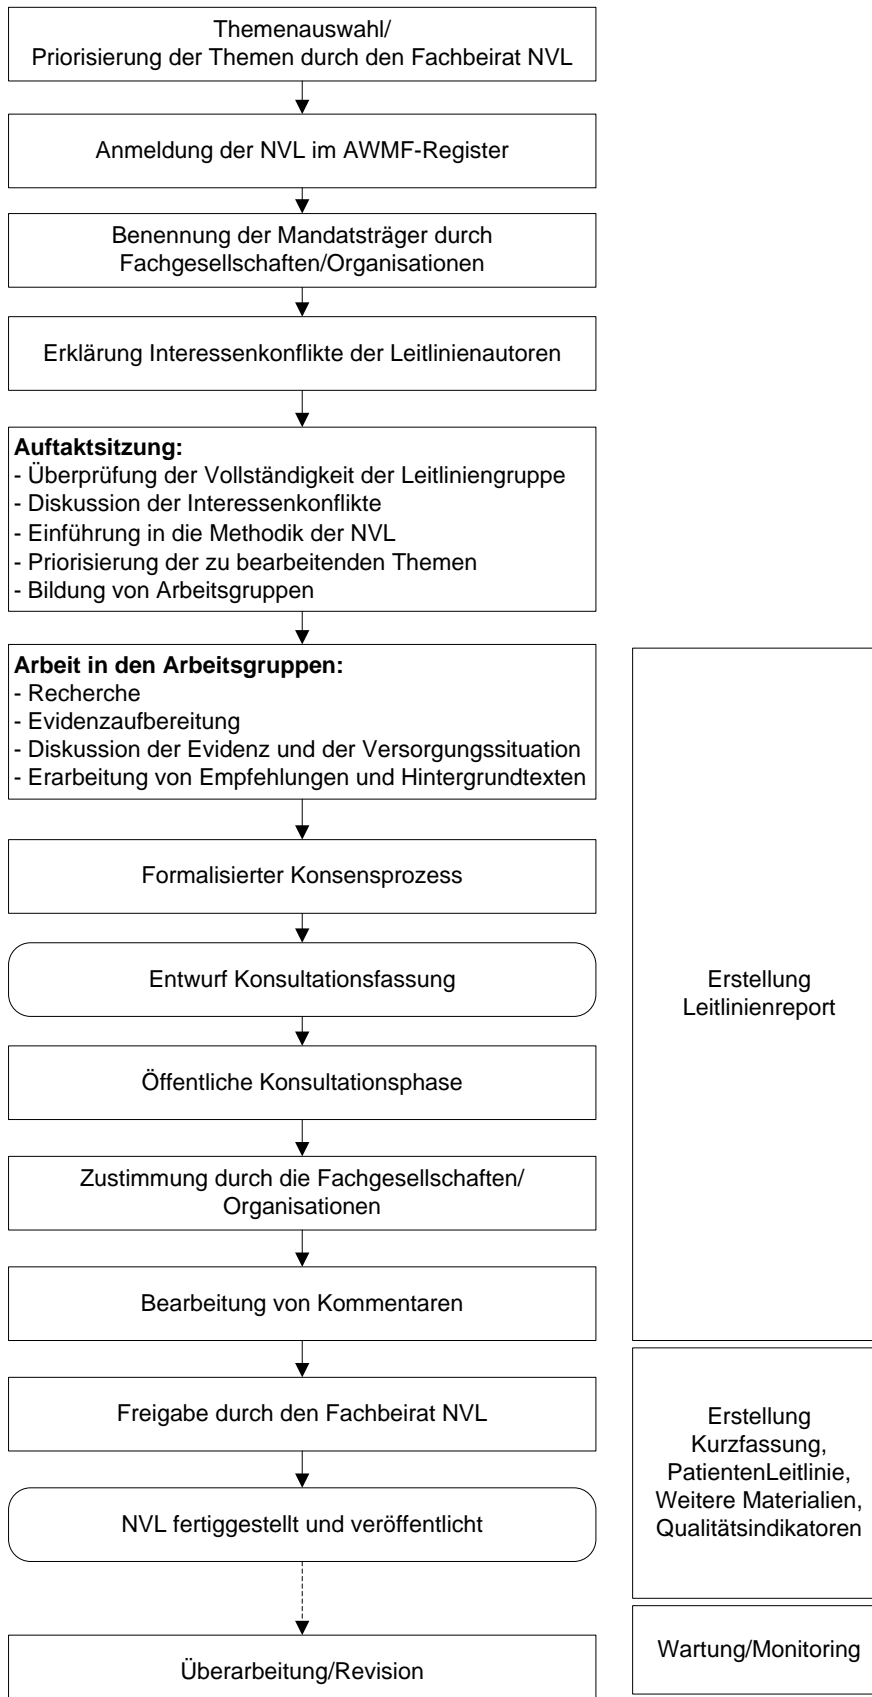 Themenauswahl/
Priorisierung der Themen durch den Fachbeirat NVL
Anmeldung der NVL im AWMF-Register
Benennung der Mandatsträger durch
Fachgesellschaften/Organisationen
Erklärung Interessenkonflikte der Leitlinienautoren
Auftaktsitzung:
- Überprüfung der Vollständigkeit der Leitliniengruppe
- Diskussion der Interessenkonflikte
- Einführung in die Methodik der NVL
- Priorisierung der zu bearbeitenden Themen
- Bildung von Arbeitsgruppen
Arbeit in den Arbeitsgruppen:
- Recherche
- Evidenzaufbereitung
- Diskussion der Evidenz und der Versorgungssituation
- Erarbeitung von Empfehlungen und Hintergrundtexten
Formalisierter Konsensprozess
Entwurf Konsultationsfassung
Öffentliche Konsultationsphase
Zustimmung durch die Fachgesellschaften/
Organisationen
Bearbeitung von Kommentaren
Freigabe durch den Fachbeirat NVL
NVL fertiggestellt und veröffentlicht
Überarbeitung/Revision
Erstellung
Leitlinienreport
Erstellung
Kurzfassung,
PatientenLeitlinie,
Weitere Materialien,
Qualitätsindikatoren
Wartung/Monitoring